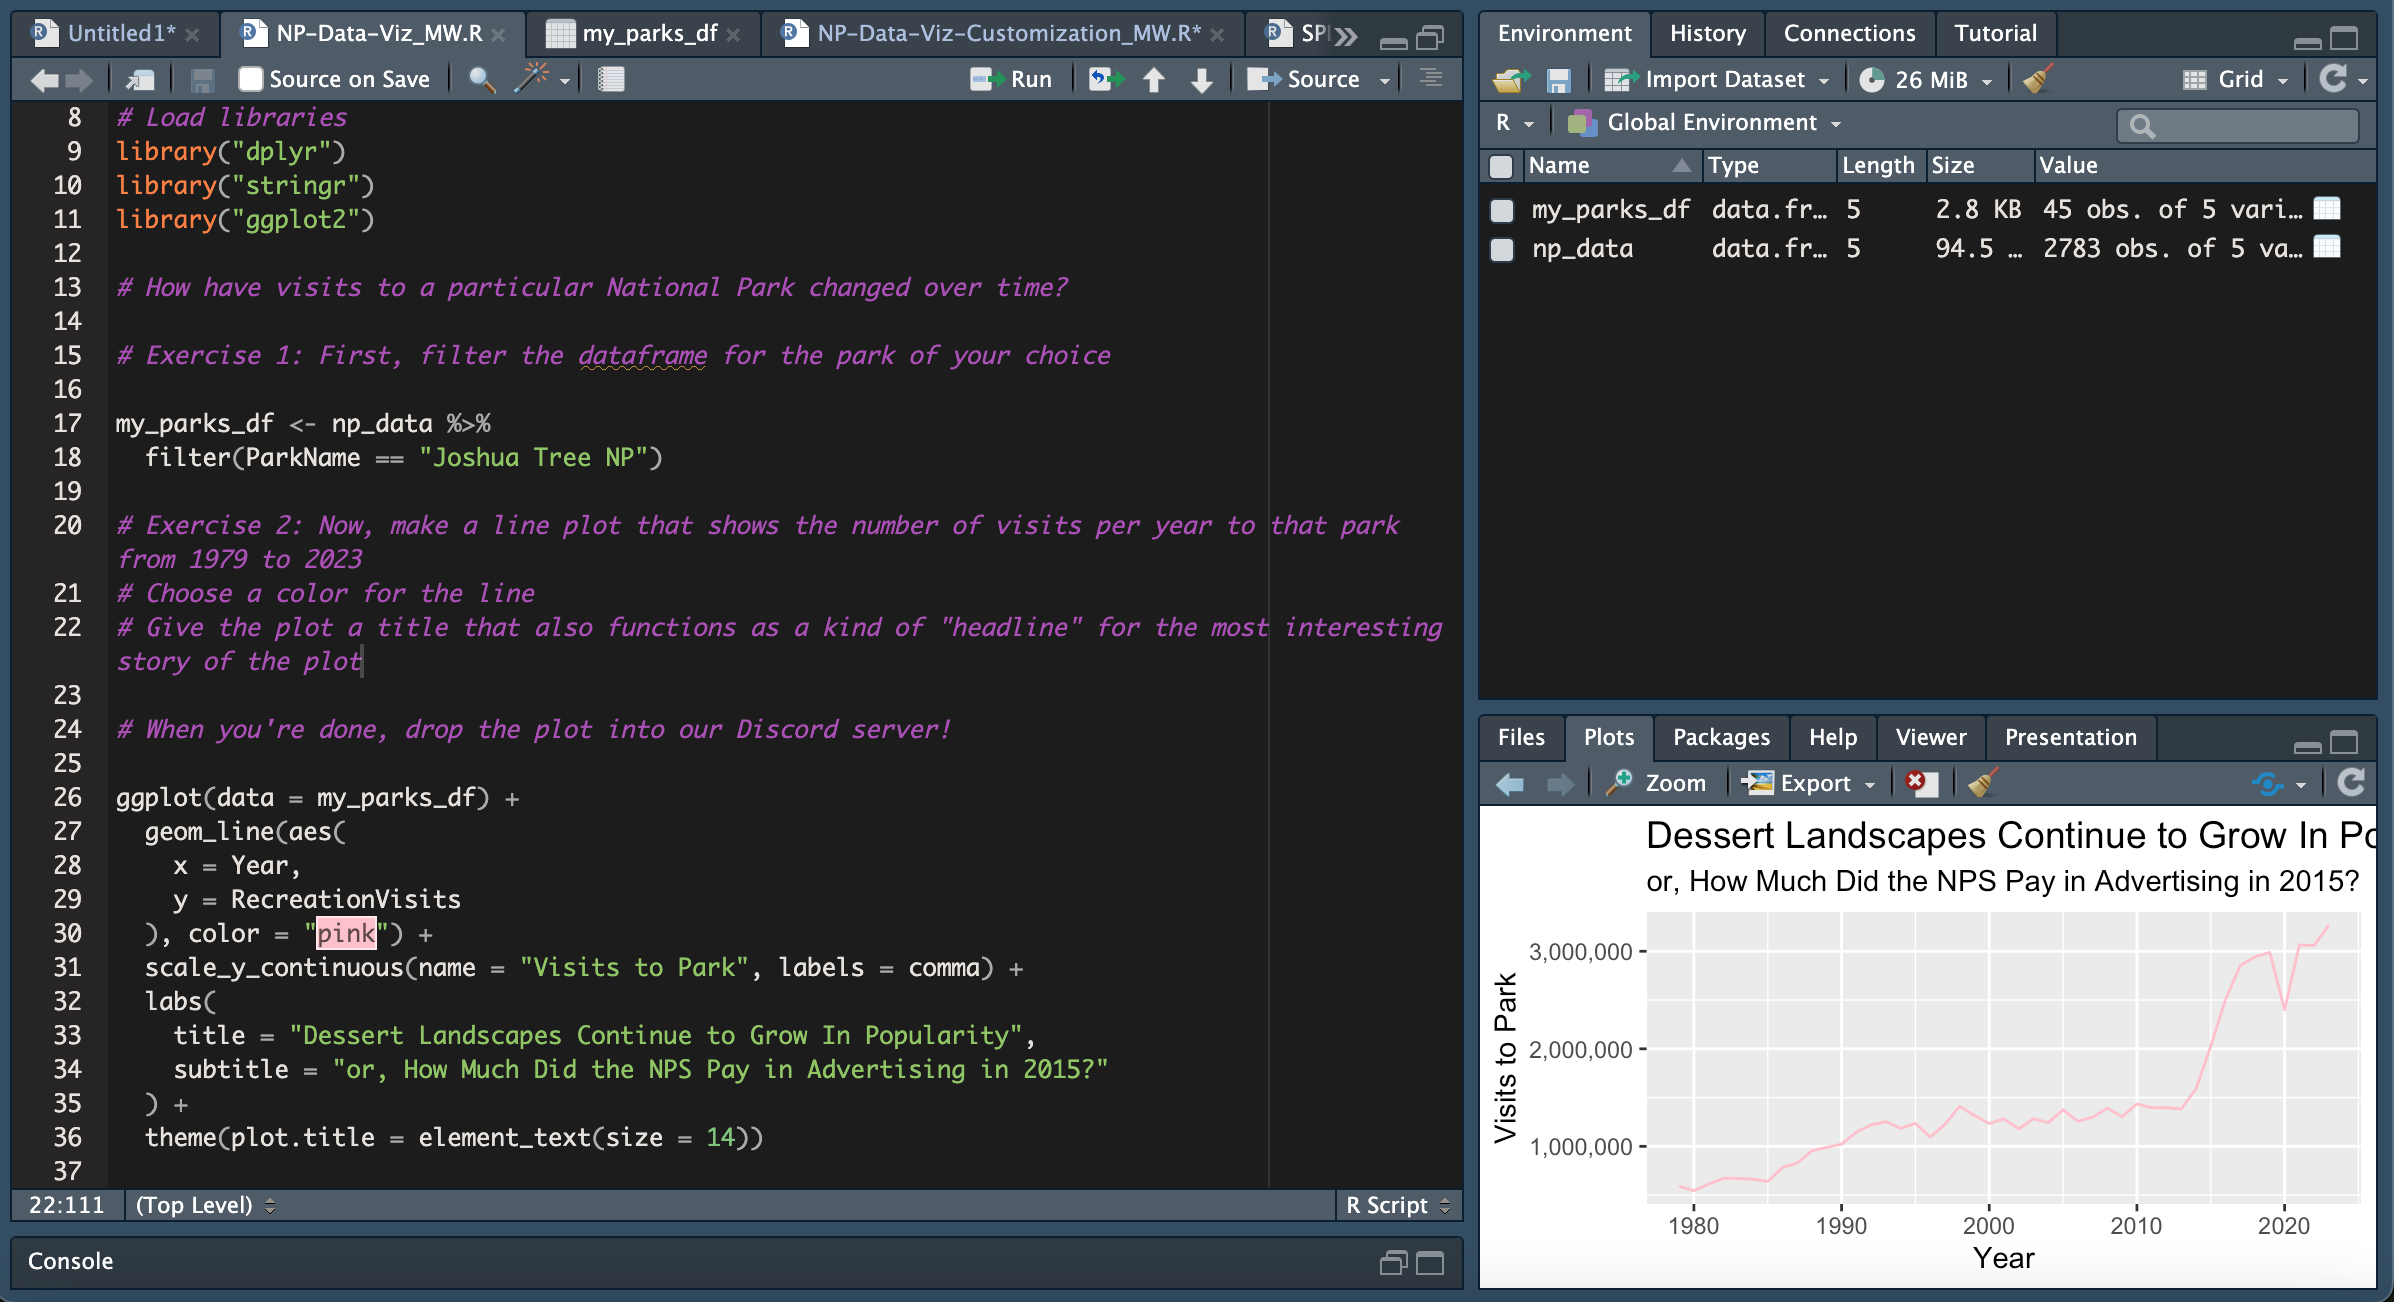 Untitled1*
NP-Data-Viz_MW.R
my_parks_df
NP-Data-Viz-Customization_MW.R*
Source on Save
Run
Source
8 # Load libraries
9 library("dplyr")
10 library("stringr")
11 library("ggplot2")
12
13 # How have visits to a particular National Park changed over time?
14
15 # Exercise 1: First, filter the dataframe for the park of your choice
16
17 my_parks_df <- np_data %>%
18 filter(ParkName == "Joshua Tree NP")
19
20 # Exercise 2: Now, make a line plot that shows the number of visits per year to that park
from 1979 to 2023
21 # Choose a color for the line
22 # Give the plot a title that also functions as a kind of "headline" for the most interesting
story of the plot
23
24 # When you're done, drop the plot into our Discord server!
25
26 ggplot(data = my_parks_df) +
27 geom_line(aes(
28 x = Year,
29 y = RecreationVisits
30 ), color = "pink") +
31 scale_y_continuous(name = "Visits to Park", labels = comma) +
32 labs(
33 title = "Dessert Landscapes Continue to Grow In Popularity",
34 subtitle = "or, How Much Did the NPS Pay in Advertising in 2015?"
35 ) +
36 theme(plot.title = element_text(size = 14))
37
22:111 (Top Level) R Script
Console
Environment History Connections Tutorial
Import Dataset 26 MiB Grid
R Global Environment
Name Type Length Size Value
my_parks_df data.fr… 5 2.8 KB 45 obs. of 5 vari…
np_data data.fr… 5 94.5 … 2783 obs. of 5 va…
Files Plots Packages Help Viewer Presentation
Zoom Export
Dessert Landscapes Continue to Grow In
or, How Much Did the NPS Pay in Advertising in 2015?
Visits to Park
3,000,000
2,000,000
1,000,000
1980 1990 2000 2010 2020
Year